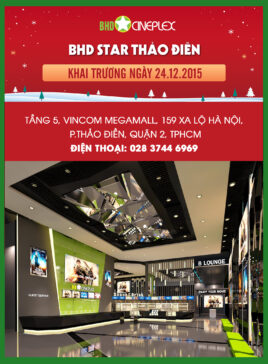 BHD CINEPLEX
BHD STAR THẢO ĐIỀN
KHAI TRƯƠNG NGÀY 24.12.2015
TẦNG 5, VINCOM MEGAMALL, 159 XA LỘ HÀ NỘI,
P.THẢO ĐIỀN, QUẬN 2, TPHCM
ĐIỆN THOẠI: 028 3744 6969
B LOUNGE